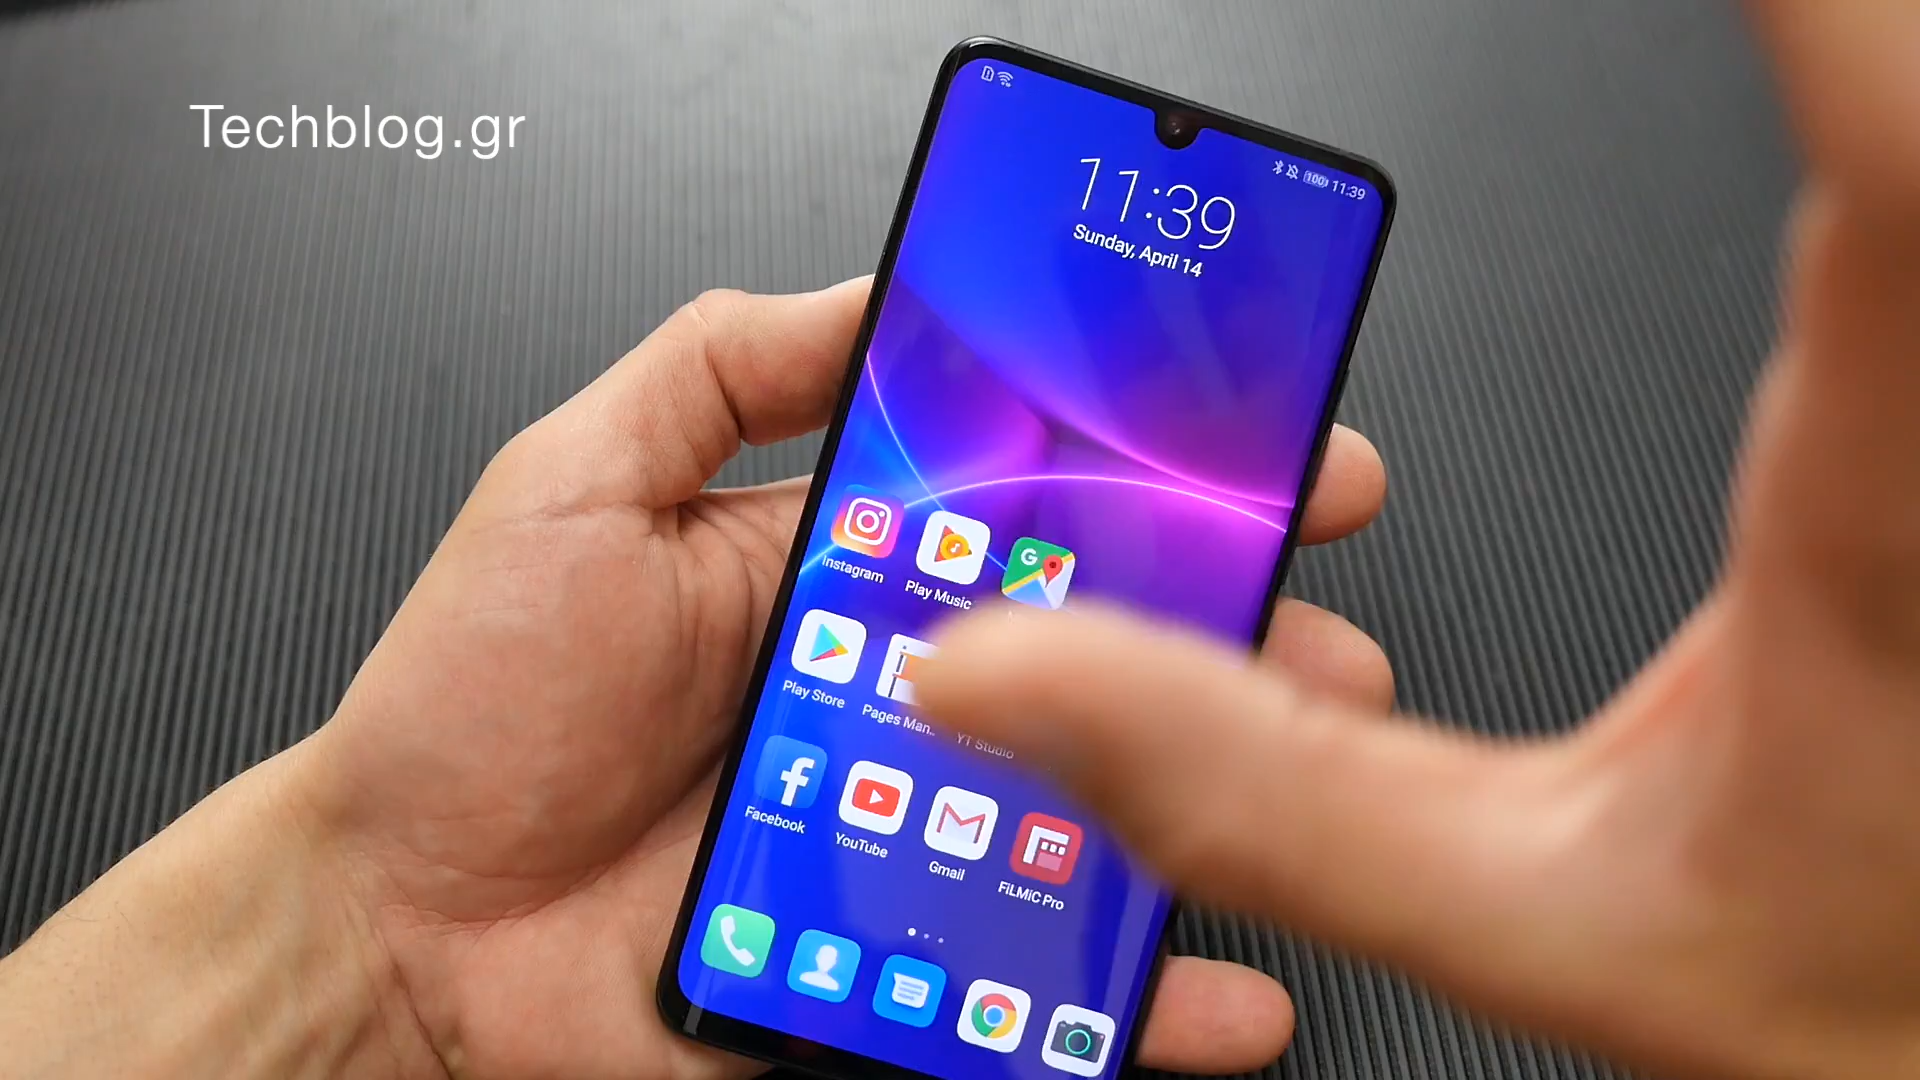 Techblog.gr
100 11:39
11:39
Sunday, April 14
Instagram
Play Music
G
Play Store
Pages Man..
YT Studio
Facebook
YouTube
Gmail
FiLMiC Pro